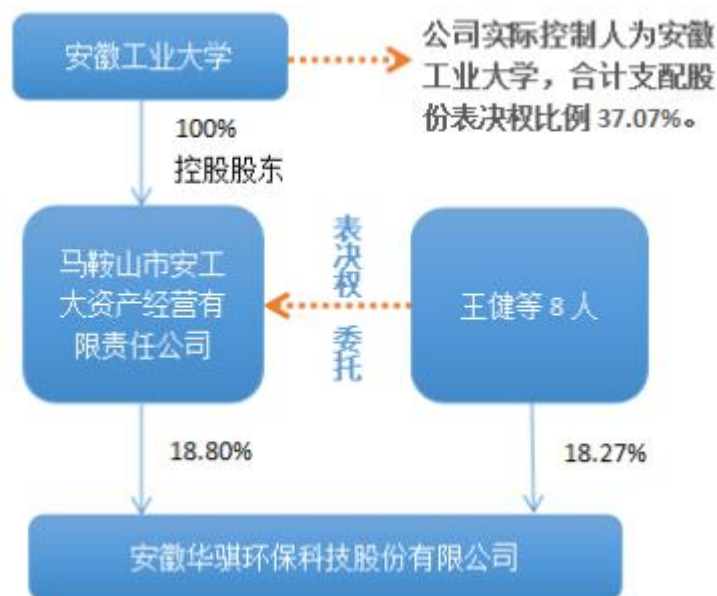 安徽工业大学
公司实际控制人为安徽
工业大学，合计支配股
份表决权比例 37.07%。
100%
控股股东
马鞍山市安工
大资产经营有
限责任公司
表决权 委托
王健等 8 人
18.80%
18.27%
安徽华骐环保科技股份有限公司